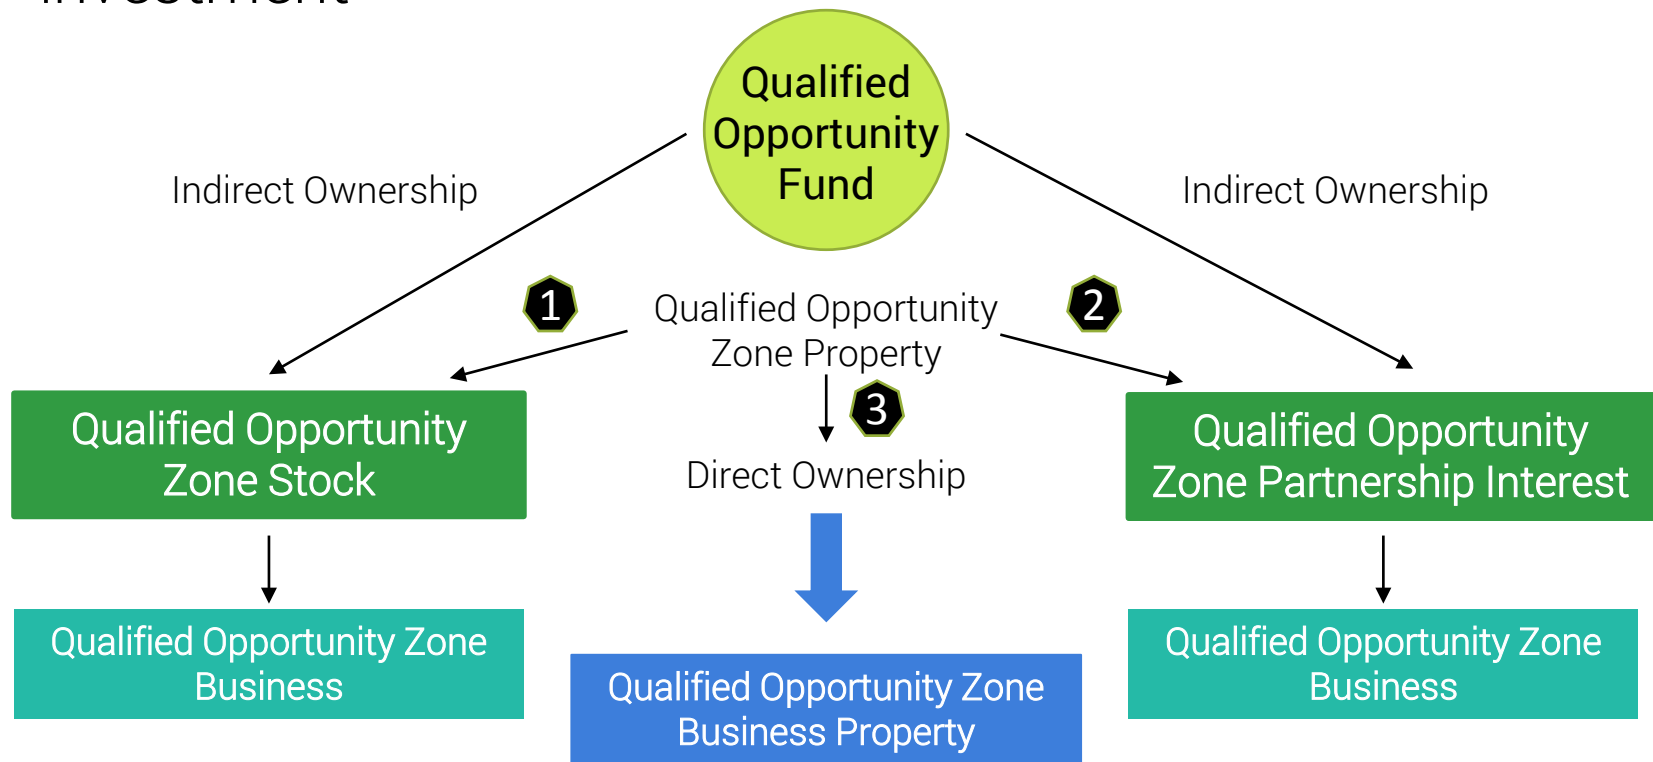 Investment
Qualified
Opportunity
Fund
Indirect Ownership
Indirect Ownership
1
Qualified Opportunity
Zone Property
2
3
Direct Ownership
Qualified Opportunity
Zone Stock
Qualified Opportunity
Zone Partnership Interest
Qualified Opportunity Zone
Business
Qualified Opportunity Zone
Business Property
Qualified Opportunity Zone
Business